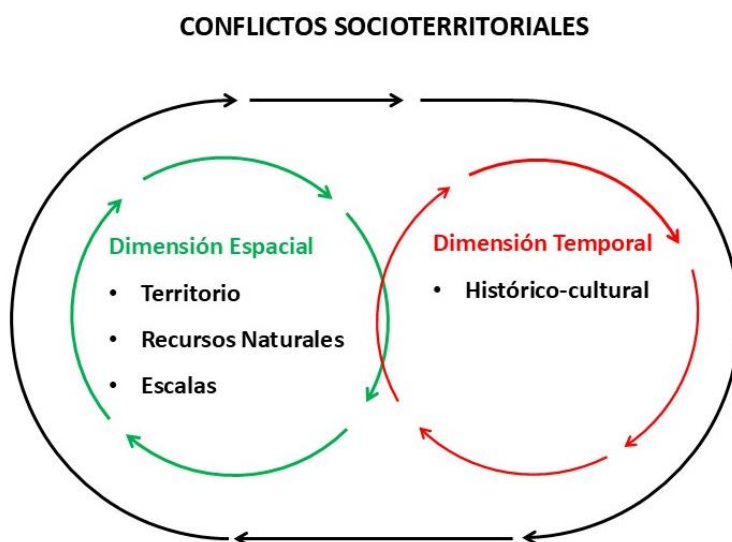 CONFLICTOS SOCIOTERRITORIALES
Dimensión Espacial
• Territorio
• Recursos Naturales
• Escalas
Dimensión Temporal
• Histórico-cultural